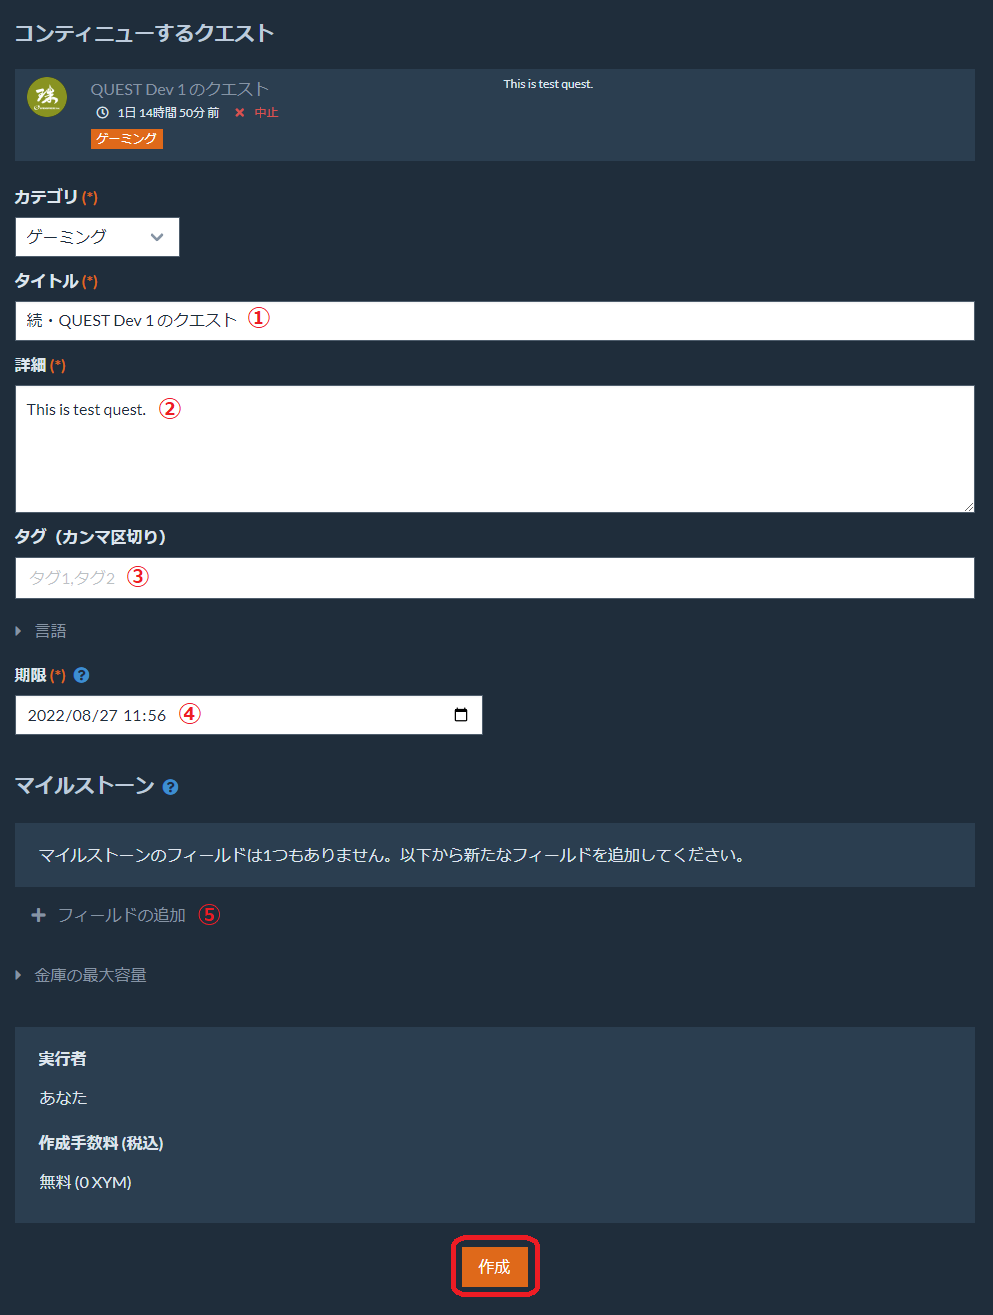 コンティニューするクエスト
QUEST Dev 1 のクエスト
This is test quest.
1日 14時間 50分 前 中止
ゲーミング
カテゴリ (*)
ゲーミング
タイトル (*)
続・QUEST Dev 1 のクエスト ①
詳細 (*)
This is test quest. ②
タグ（カンマ区切り）
タグ1,タグ2 ③
言語
期限 (*) ?
2022/08/27 11:56 ④
マイルストーン ?
マイルストーンのフィールドは1つもありません。以下から新たなフィールドを追加してください。
フィールドの追加 ⑤
金庫の最大容量
実行者
あなた
作成手数料 (税込)
無料 (0 XYM)
作成